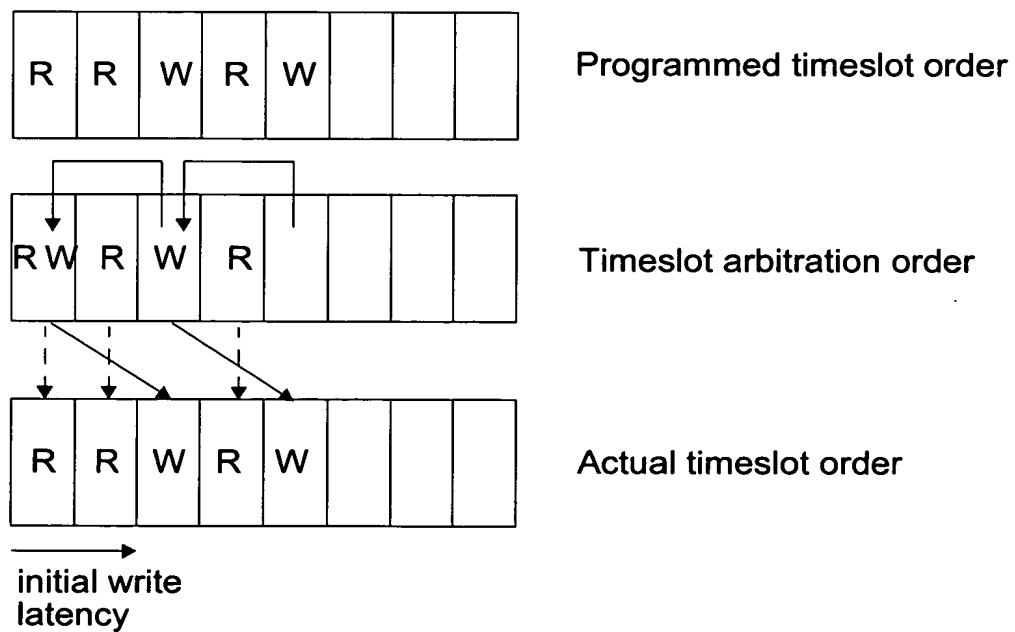 R R W R W
Programmed timeslot order
R W R W R
Timeslot arbitration order
R R W R W
Actual timeslot order
initial write
latency